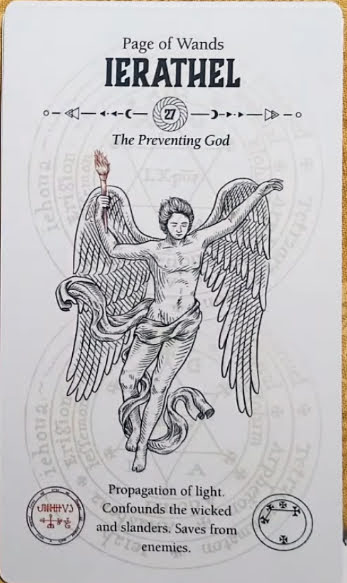 Page of Wands
IERATHEL
27
The Preventing God
Propagation of light.
Confounds the wicked
and slanders. Saves from
enemies.